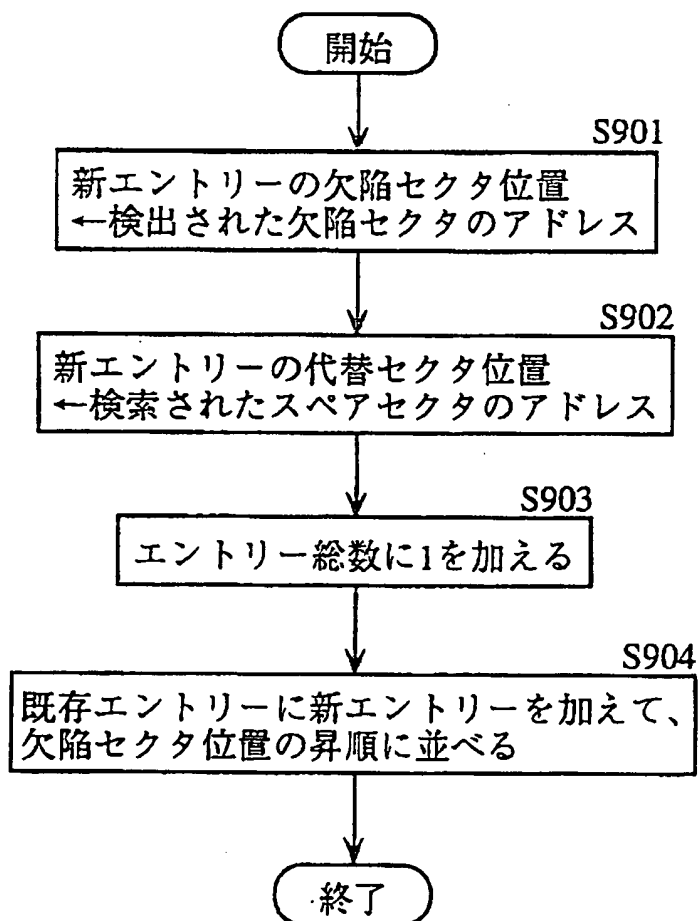 開始
S901
新エントリーの欠陥セクタ位置
←検出された欠陥セクタのアドレス
S902
新エントリーの代替セクタ位置
←検索されたスペアセクタのアドレス
S903
エントリー総数に1を加える
S904
既存エントリーに新エントリーを加えて、
欠陥セクタ位置の昇順に並べる
終了